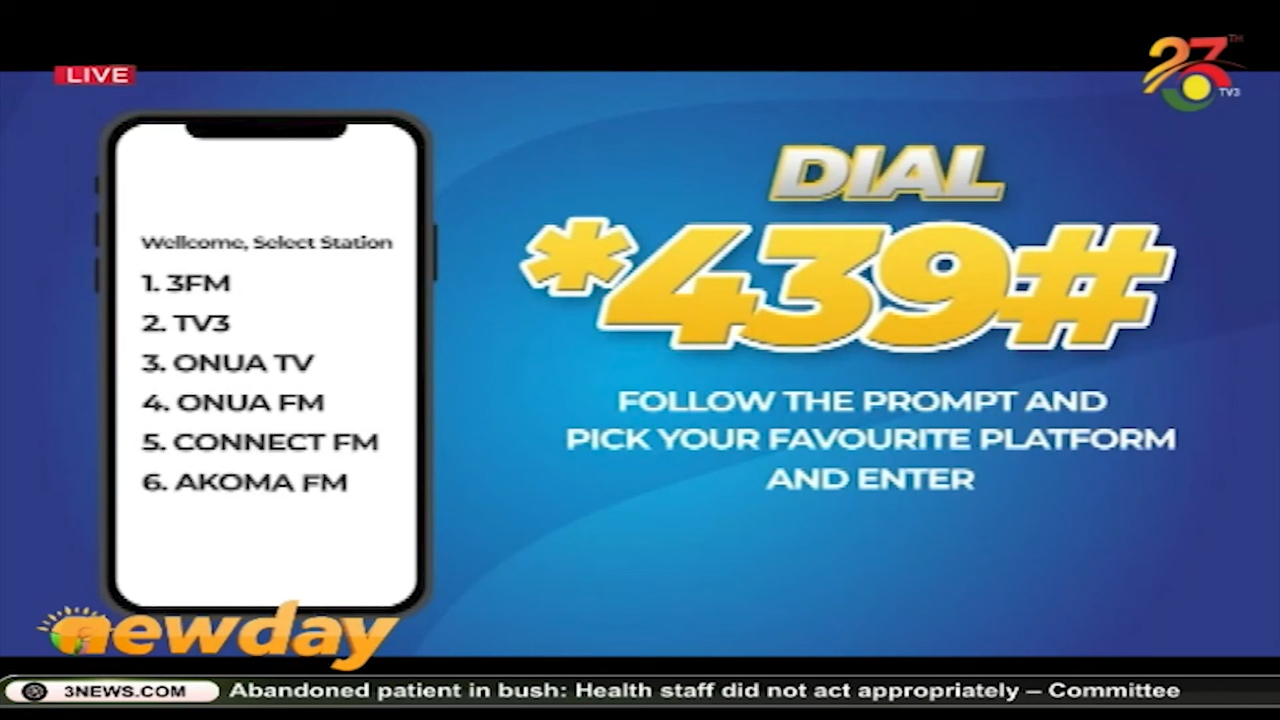 LIVE
23TH
TV3
DIAL
*439#
FOLLOW THE PROMPT AND
PICK YOUR FAVOURITE PLATFORM
AND ENTER
Wellcome, Select Station
1. 3FM
2. TV3
3. ONUA TV
4. ONUA FM
5. CONNECT FM
6. AKOMA FM
newday
3NEWS.COM
Abandoned patient in bush: Health staff did not act appropriately – Committee